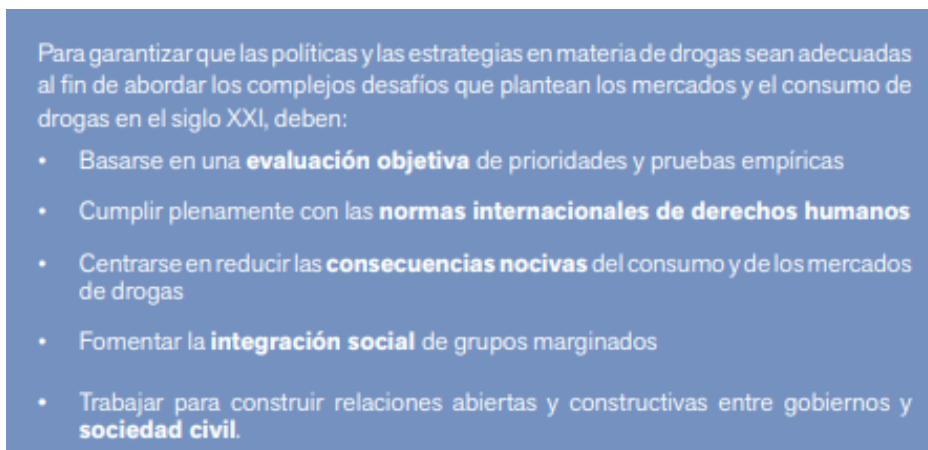 Para garantizar que las políticas y las estrategias en materia de drogas sean adecuadas
al fin de abordar los complejos desafíos que plantean los mercados y el consumo de
drogas en el siglo XXI, deben:
• Basarse en una evaluación objetiva de prioridades y pruebas empíricas
• Cumplir plenamente con las normas internacionales de derechos humanos
• Centrarse en reducir las consecuencias nocivas del consumo y de los mercados
de drogas
• Fomentar la integración social de grupos marginados
• Trabajar para construir relaciones abiertas y constructivas entre gobiernos y
sociedad civil.